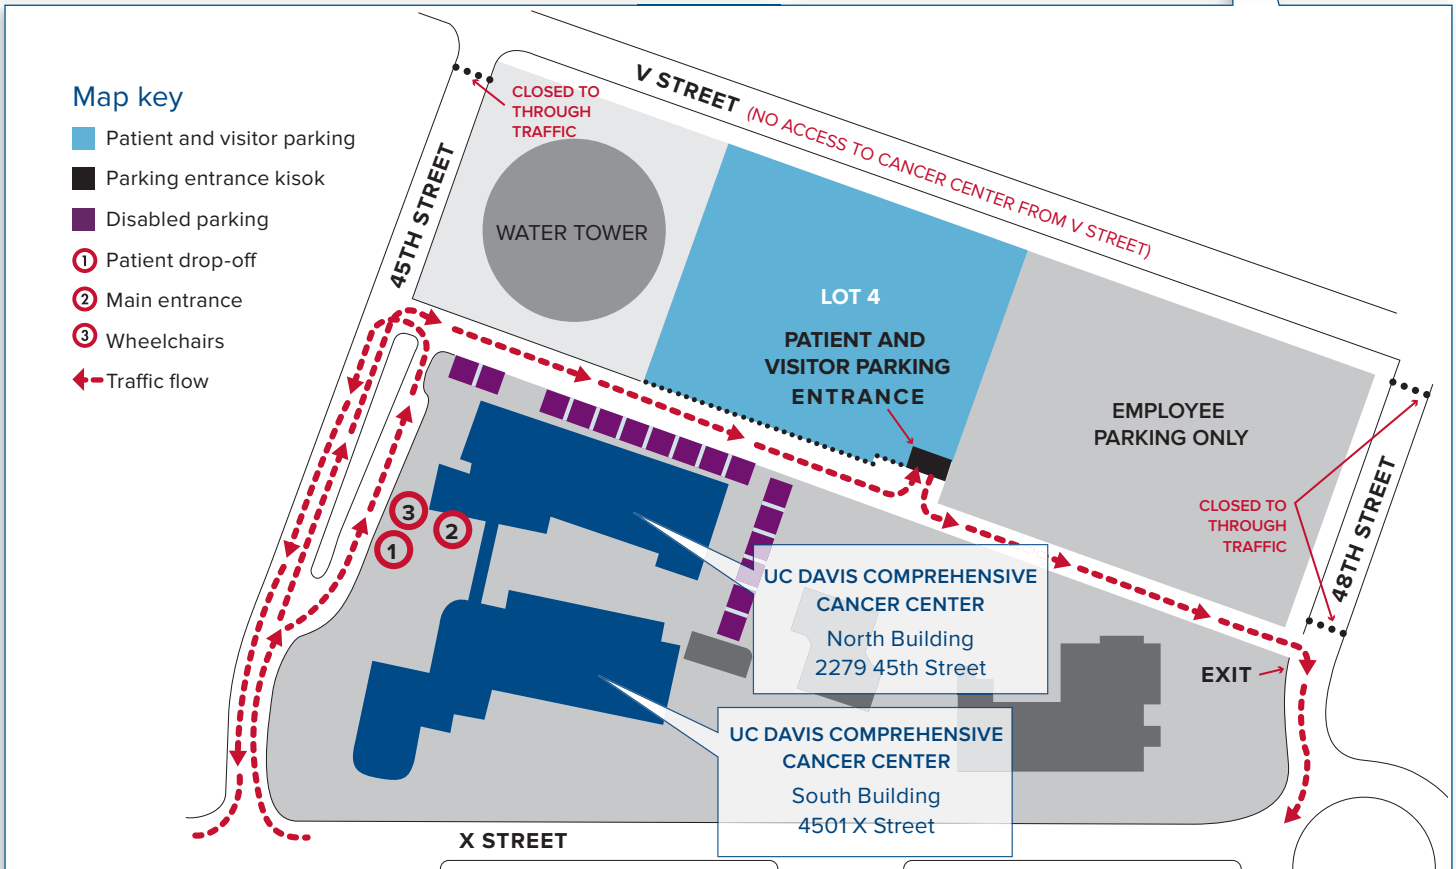 Map key
Patient and visitor parking
Parking entrance kisok
Disabled parking
1 Patient drop-off
2 Main entrance
3 Wheelchairs
Traffic flow
CLOSED TO
THROUGH
TRAFFIC
V STREET (NO ACCESS TO CANCER CENTER FROM V STREET)
45TH STREET
WATER TOWER
LOT 4
PATIENT AND
VISITOR PARKING
ENTRANCE
EMPLOYEE
PARKING ONLY
CLOSED TO
THROUGH
TRAFFIC
48TH STREET
3
2
1
UC DAVIS COMPREHENSIVE
CANCER CENTER
North Building
2279 45th Street
EXIT
UC DAVIS COMPREHENSIVE
CANCER CENTER
South Building
4501 X Street
X STREET